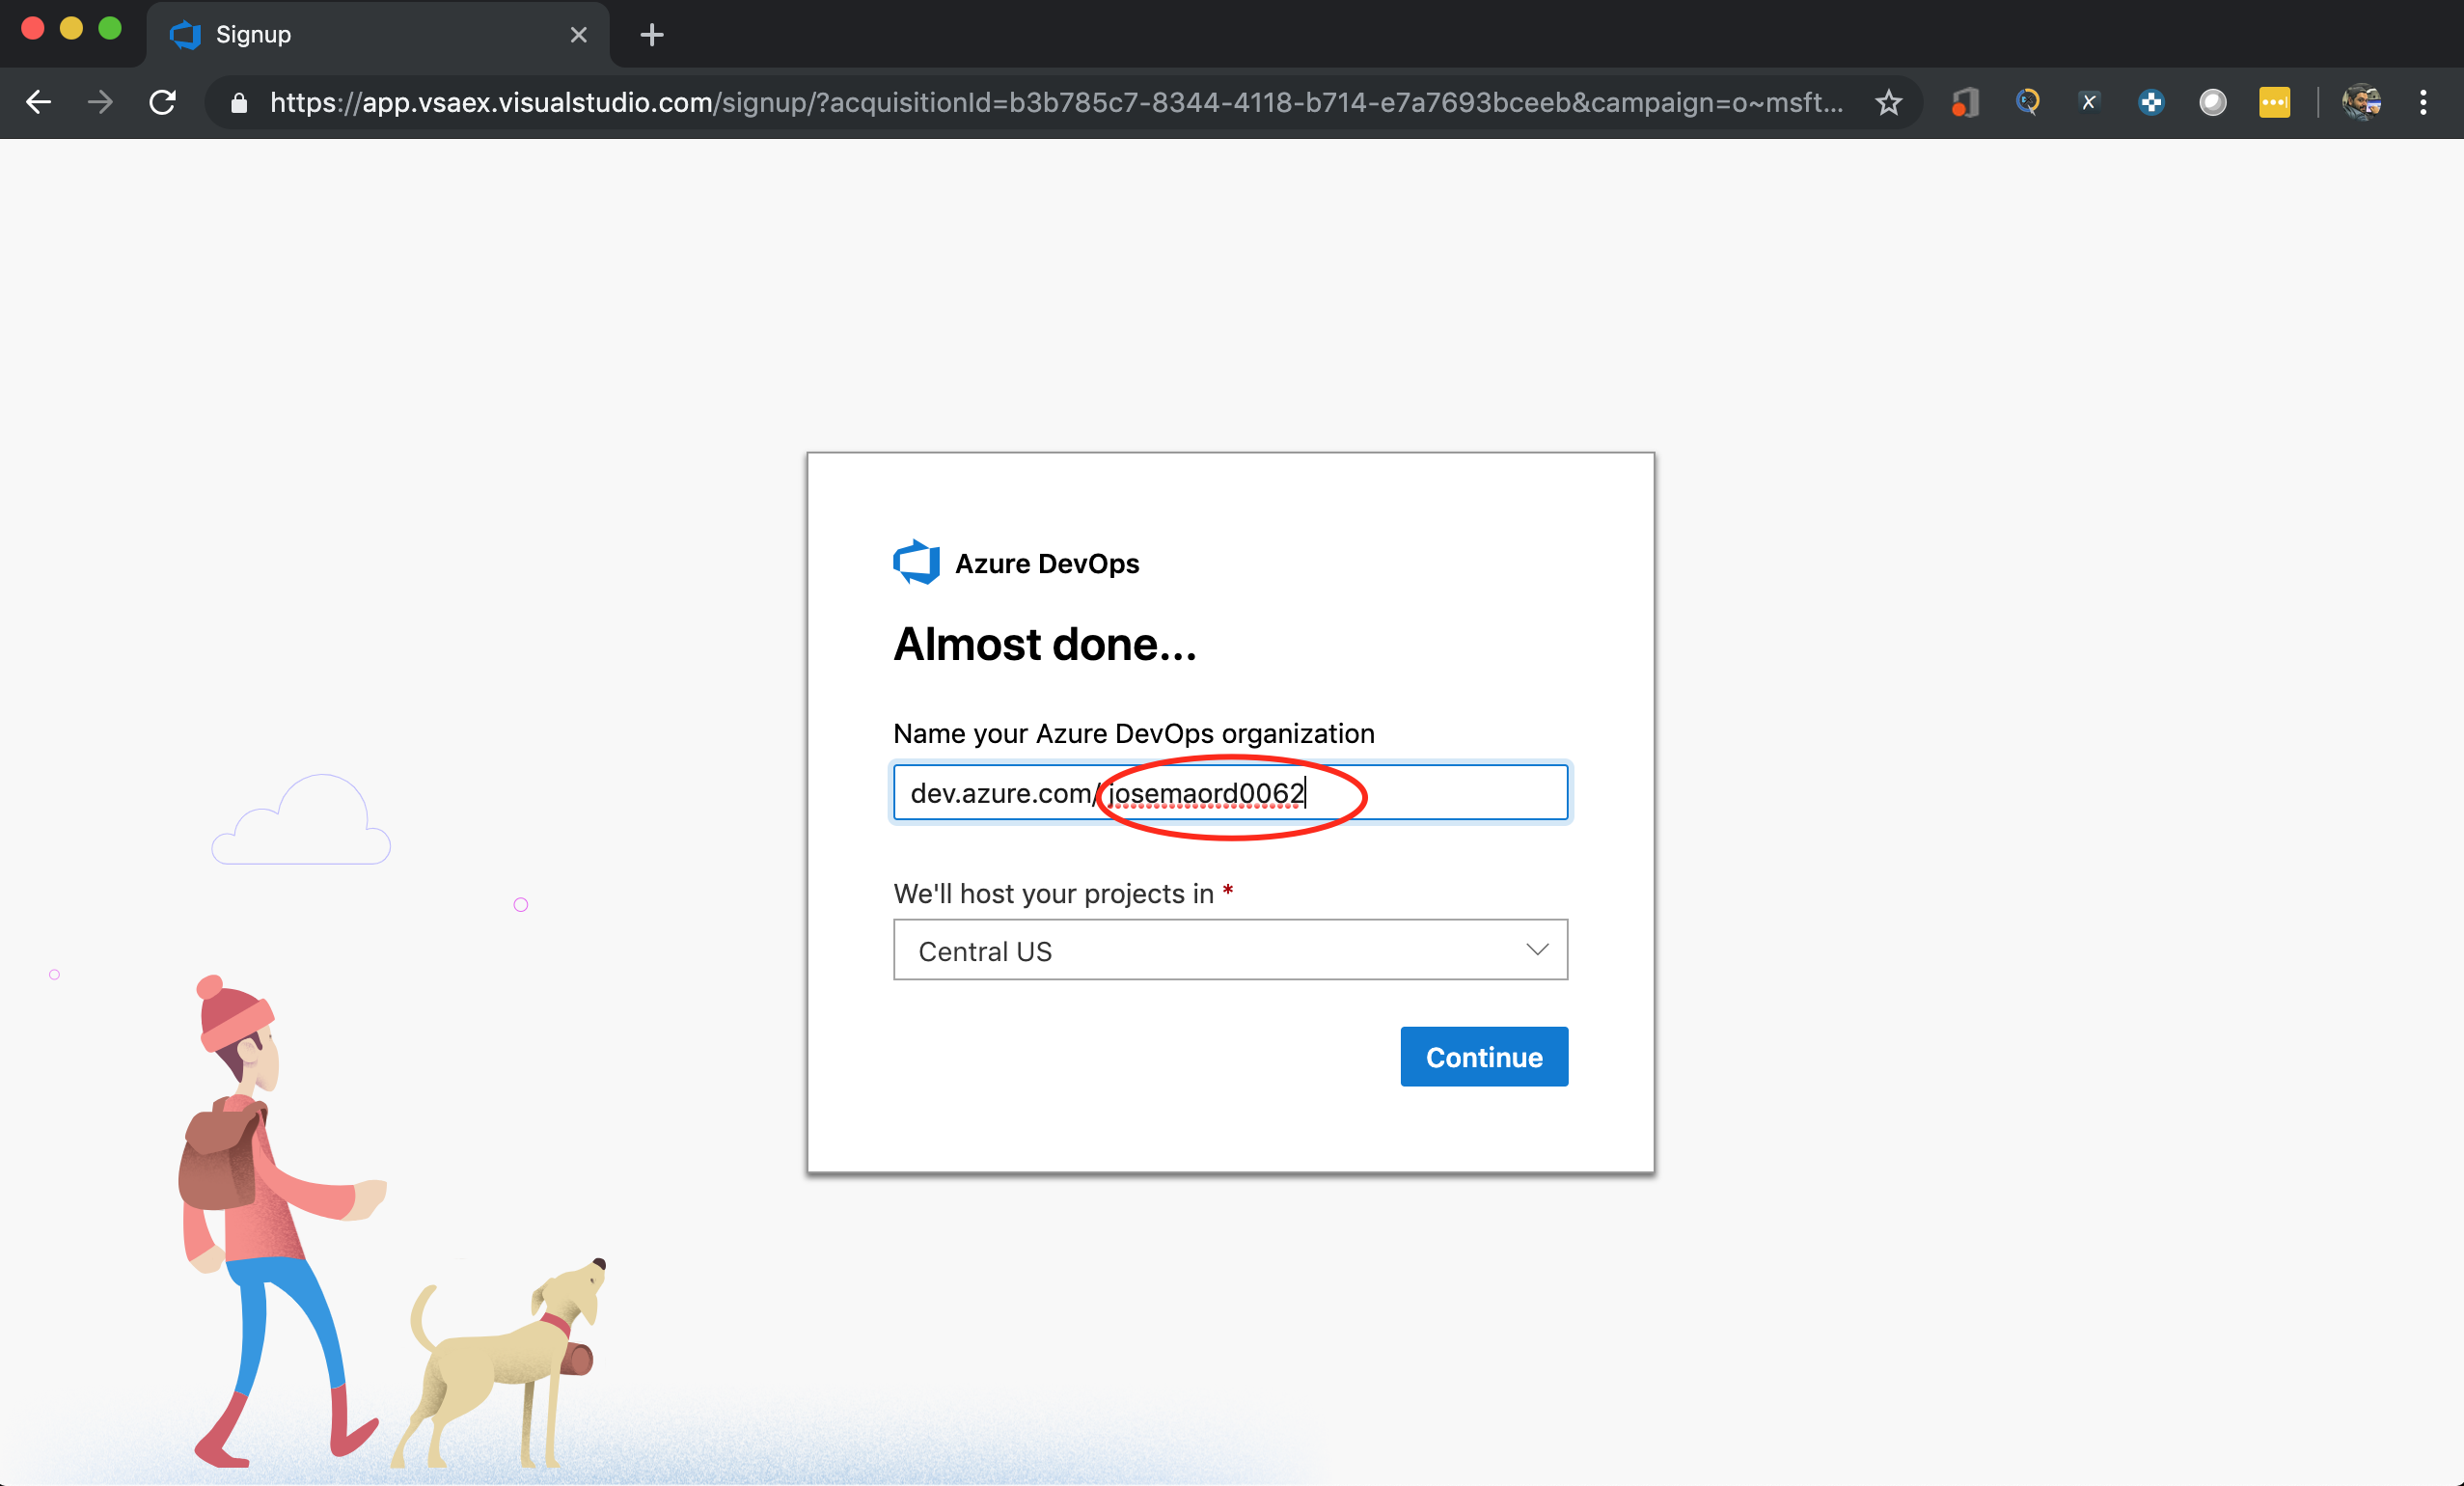 Signup
https://app.vsaex.visualstudio.com/signup/?acquisitionId=b3b785c7-8344-4118-b714-e7a7693bceeb&campaign=o~msft...
Azure DevOps
Almost done...
Name your Azure DevOps organization
dev.azure.com/josemaord0062
We'll host your projects in *
Central US
Continue